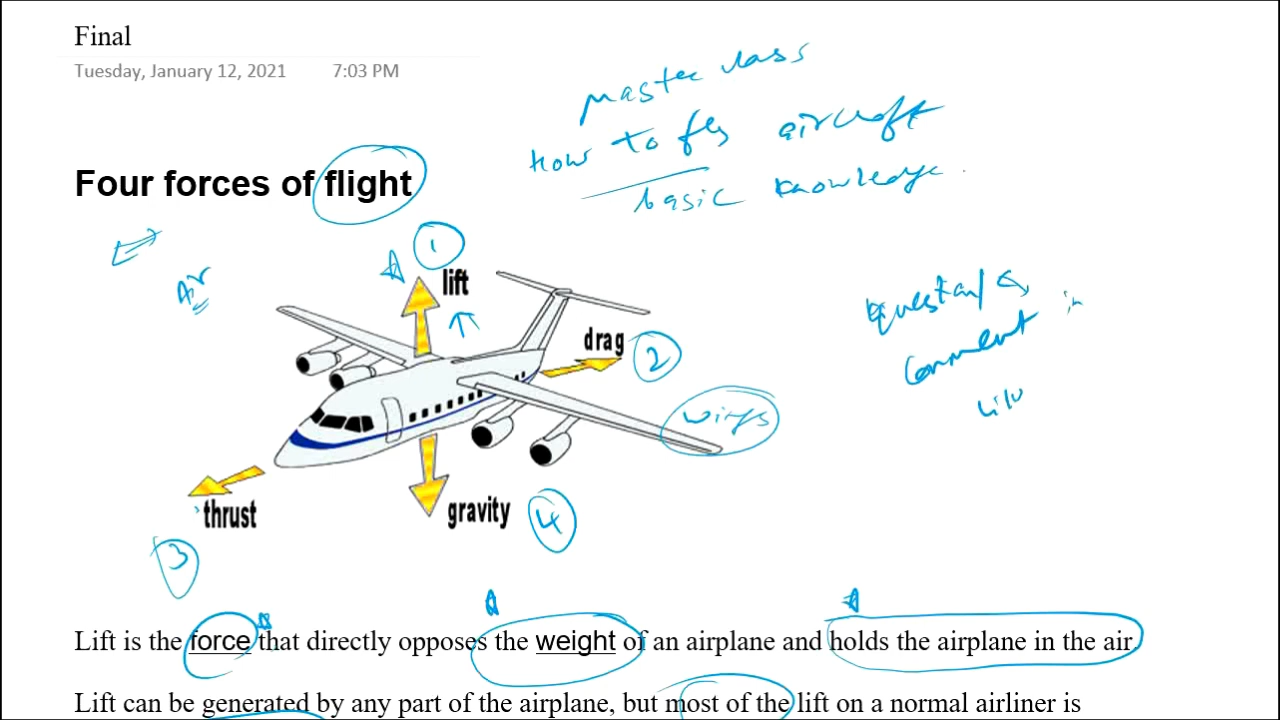 Final
Tuesday, January 12, 2021 7:03 PM
master class
how to fly aircraft
basic knowledge
Four forces of flight
Air
1
lift
drag
2
wings
comment in
thrust
gravity
4
3
Lift is the force that directly opposes the weight of an airplane and holds the airplane in the air.
Lift can be generated by any part of the airplane, but most of the lift on a normal airliner is